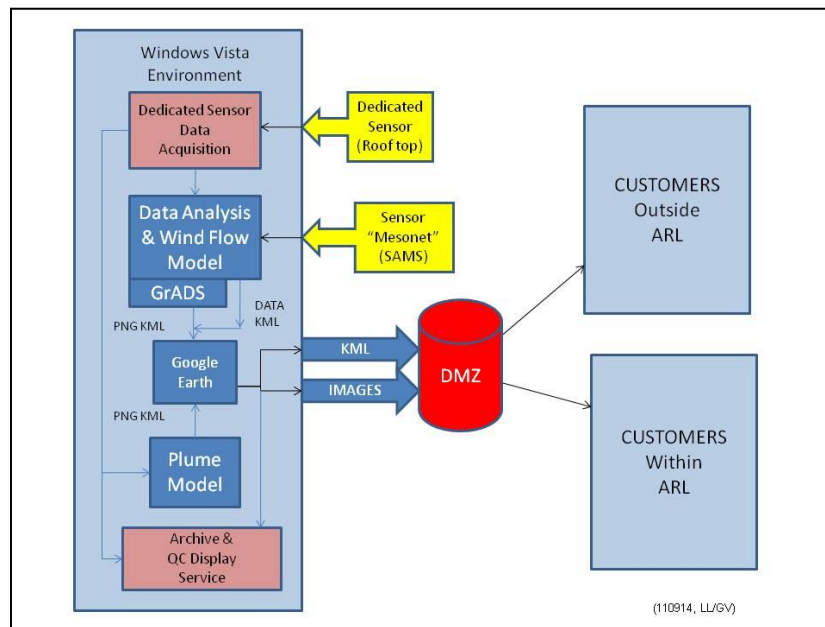 Windows Vista
Environment
Dedicated Sensor
Data
Acquisition
Dedicated
Sensor
(Roof top)
Data Analysis
& Wind Flow
Model
GrADS
Sensor
“Mesonet”
(SAMS)
PNG KML
DATA
KML
Google
Earth
KML
IMAGES
DMZ
PNG KML
Plume
Model
Archive &
QC Display
Service
CUSTOMERS
Outside
ARL
CUSTOMERS
Within
ARL
(110914, LL/GV)